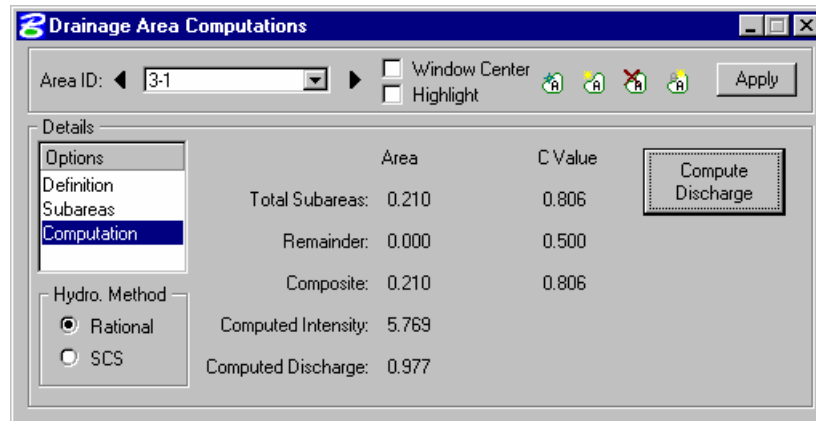 Drainage Area Computations
Area ID: 3-1 Window Center Apply
Highlight
Details
Options
Definition
Subareas
Computation
Area C Value
Total Subareas: 0.210 0.806
Remainder: 0.000 0.500
Composite: 0.210 0.806
Computed Intensity: 5.769
Computed Discharge: 0.977
Compute
Discharge
Hydro. Method
Rational
SCS